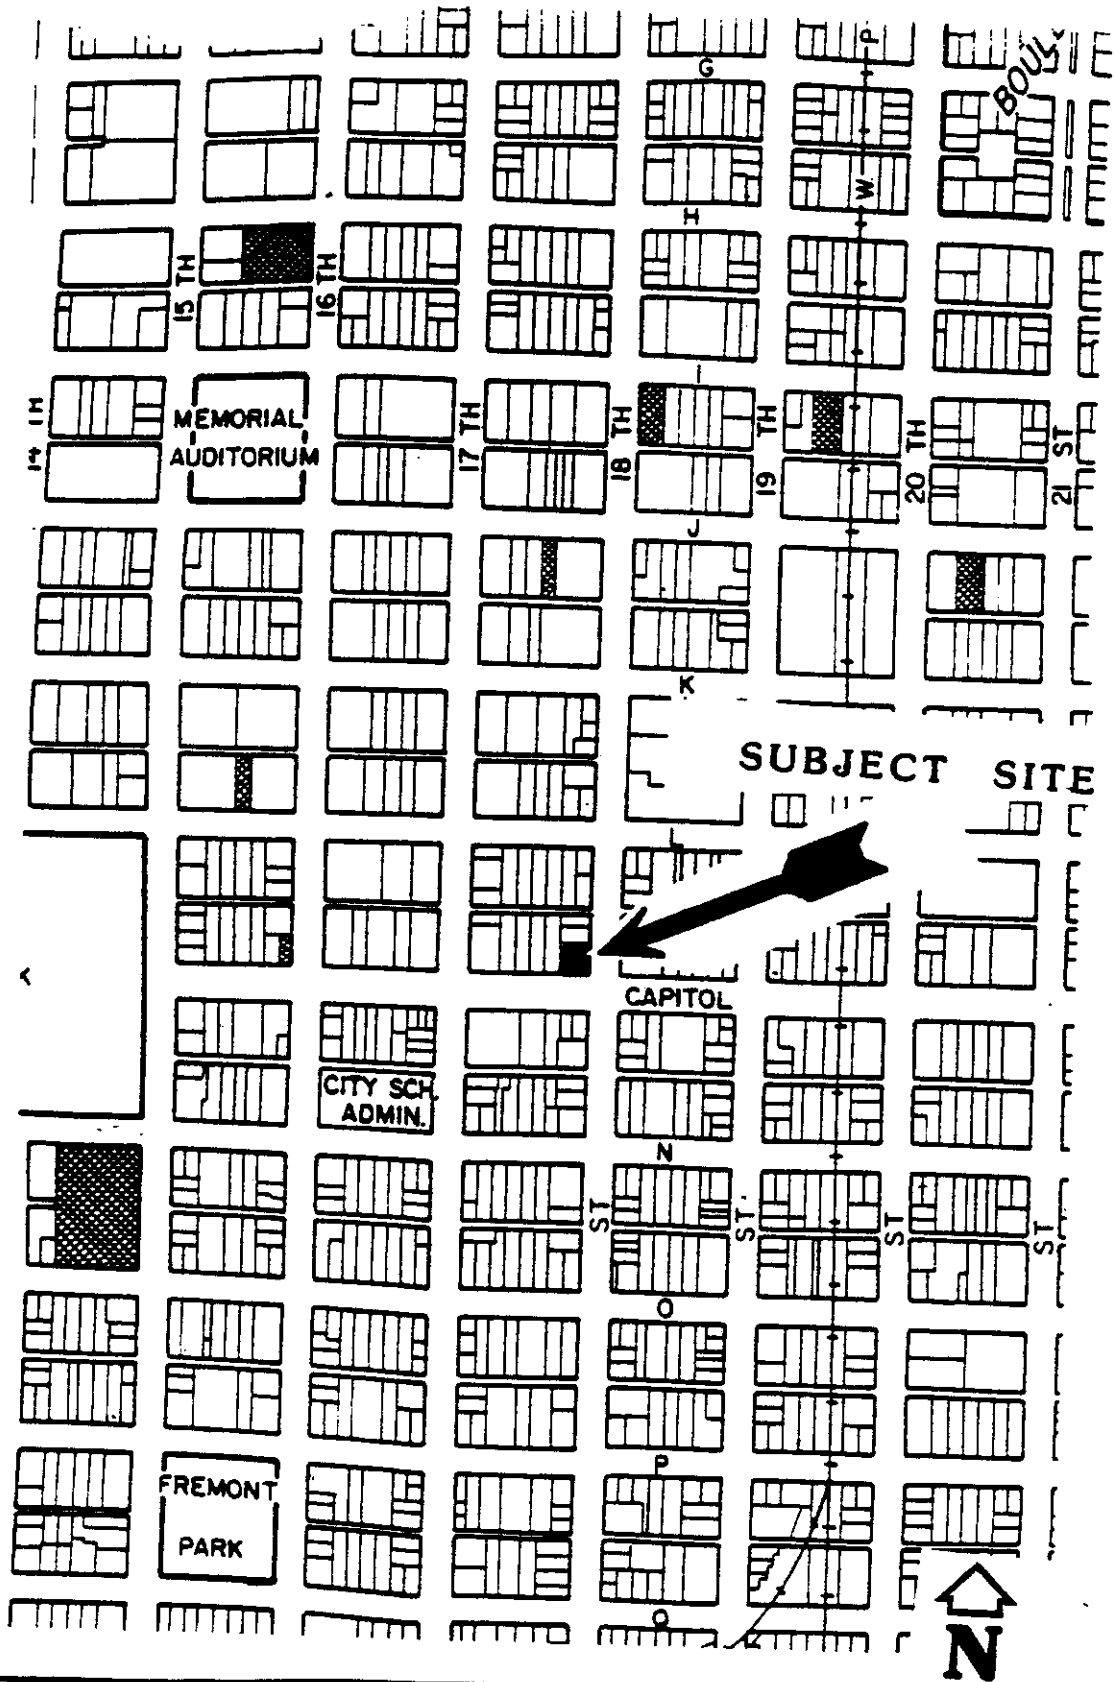 G
P
BOUL
W.
H
15 TH
16 TH
I
14 TH
MEMORIAL
AUDITORIUM
17 TH
18 TH
19 TH
20 TH
21 ST
J
K
SUBJECT SITE
L
CAPITOL
CITY SCH.
ADMIN.
N
ST
ST
ST
ST
O
P
FREMONT
PARK
Q
N